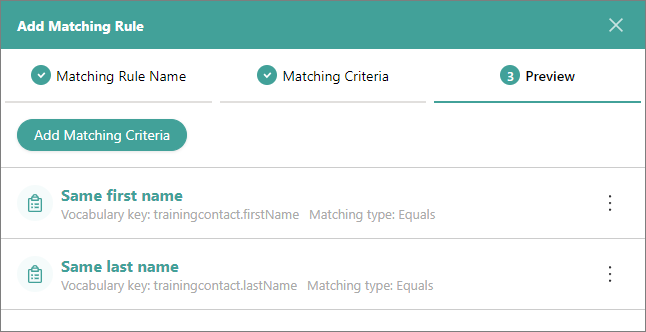 Add Matching Rule
Matching Rule Name
Matching Criteria
3 Preview
Add Matching Criteria
Same first name
Vocabulary key: trainingcontact.firstName Matching type: Equals
Same last name
Vocabulary key: trainingcontact.lastName Matching type: Equals